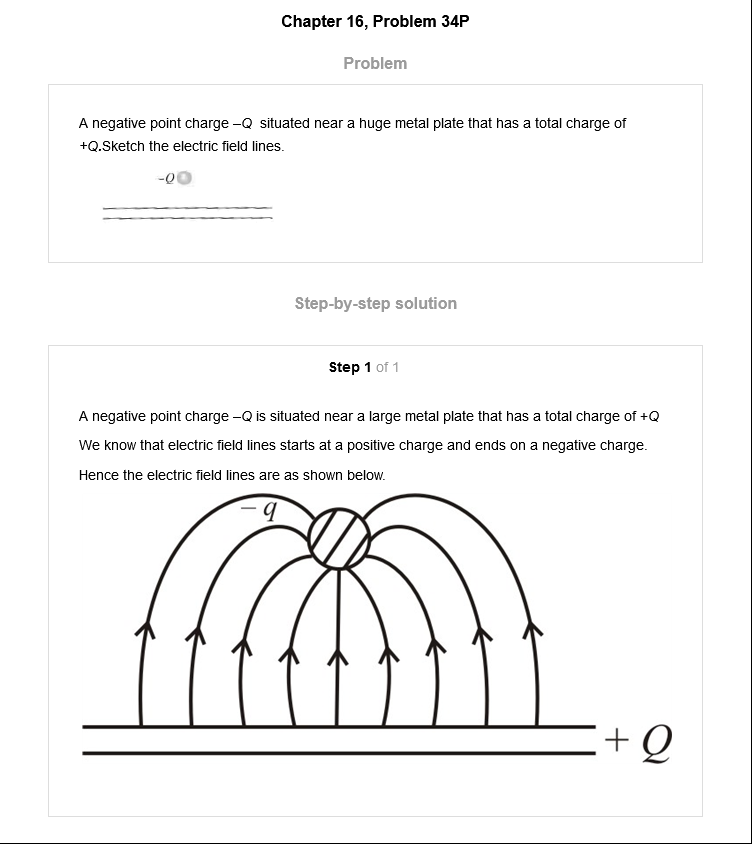 Chapter 16, Problem 34P
Problem
A negative point charge –Q situated near a huge metal plate that has a total charge of
+Q.Sketch the electric field lines.
-Q
Step-by-step solution
Step 1 of 1
A negative point charge –Q is situated near a large metal plate that has a total charge of +Q
We know that electric field lines starts at a positive charge and ends on a negative charge.
Hence the electric field lines are as shown below.
– q
+ Q